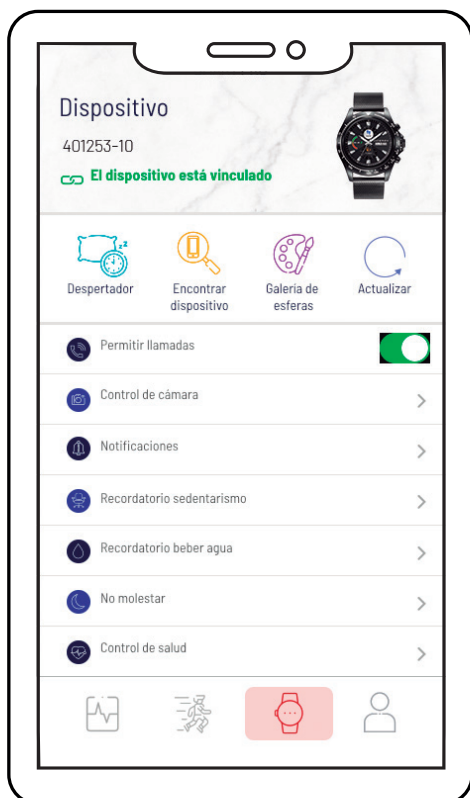 Dispositivo
401253-10
El dispositivo está vinculado
Despertador
Encontrar
dispositivo
Galería de
esferas
Actualizar
Permitir llamadas
Control de cámara
Notificaciones
Recordatorio sedentarismo
Recordatorio beber agua
No molestar
Control de salud